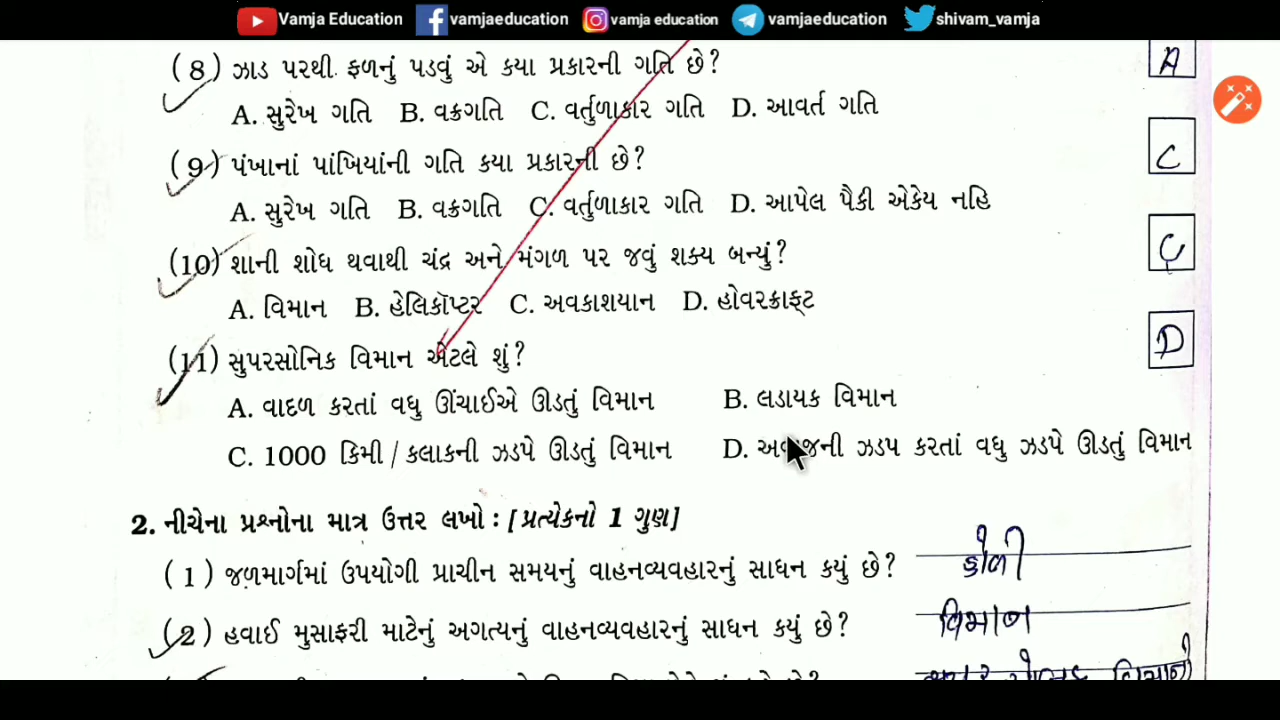 Vamja Education vamjaeducation vamja education vamjaeducation shivam_vamja
(8) ઝાડ પરથી ફળનું પડવું એ કયા પ્રકારની ગતિ છે? A
A. સુરેખ ગતિ B. વક્રગતિ C. વર્તુળાકાર ગતિ D. આવર્ત ગતિ
(9) પંખાનાં પાંખિયાંની ગતિ કયા પ્રકારની છે? C
A. સુરેખ ગતિ B. વક્રગતિ C. વર્તુળાકાર ગતિ D. આપેલ પૈકી એકેય નહિ
(10) શાની શોધ થવાથી ચંદ્ર અને મંગળ પર જવું શક્ય બન્યું? C
A. વિમાન B. હેલિકૉપ્ટર C. અવકાશયાન D. હોવરક્રાફ્ટ
(11) સુપરસોનિક વિમાન એટલે શું? D
A. વાદળ કરતાં વધુ ઊંચાઈએ ઊડતું વિમાન B. લડાયક વિમાન
C. 1000 કિમી / કલાકની ઝડપે ઊડતું વિમાન D. અવાજની ઝડપ કરતાં વધુ ઝડપે ઊડતું વિમાન
2. નીચેના પ્રશ્નોના માત્ર ઉત્તર લખો : [પ્રત્યેકનો 1 ગુણ]
(1) જળમાર્ગમાં ઉપયોગી પ્રાચીન સમયનું વાહનવ્યવહારનું સાધન કયું છે? હોળી
(2) હવાઈ મુસાફરી માટેનું અગત્યનું વાહનવ્યવહારનું સાધન કયું છે? વિમાન